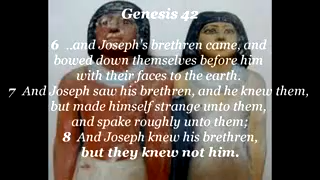 Genesis 42
6 ..and Joseph's brethren came, and
bowed down themselves before him
with their faces to the earth.
7 And Joseph saw his brethren, and he knew them,
but made himself strange unto them,
and spake roughly unto them;
8 And Joseph knew his brethren,
but they knew not him.